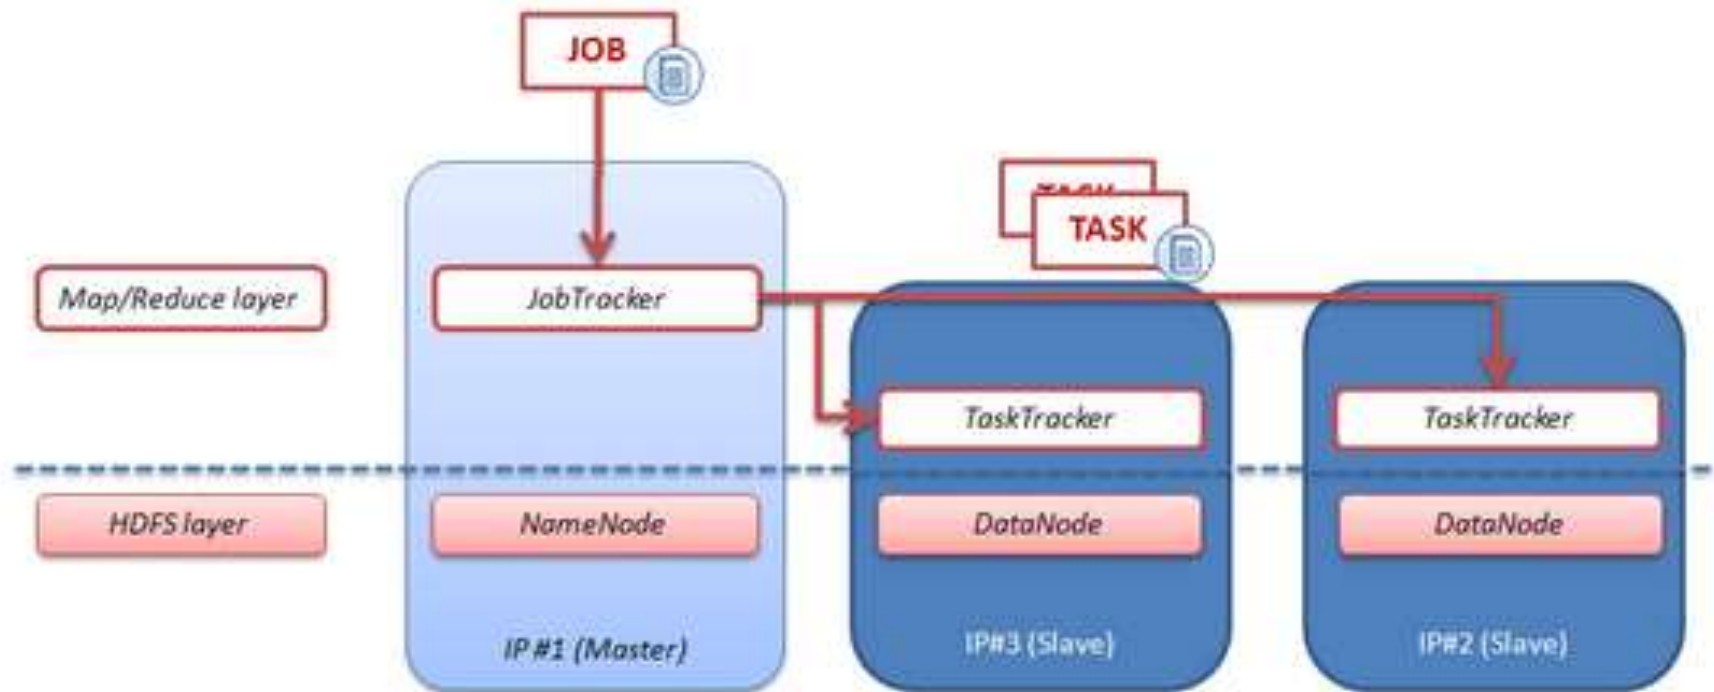 JOB
TASK
TASK
Map/Reduce layer
JobTracker
TaskTracker
TaskTracker
HDFS layer
NameNode
DataNode
DataNode
IP#1 (Master)
IP#3 (Slave)
IP#2 (Slave)